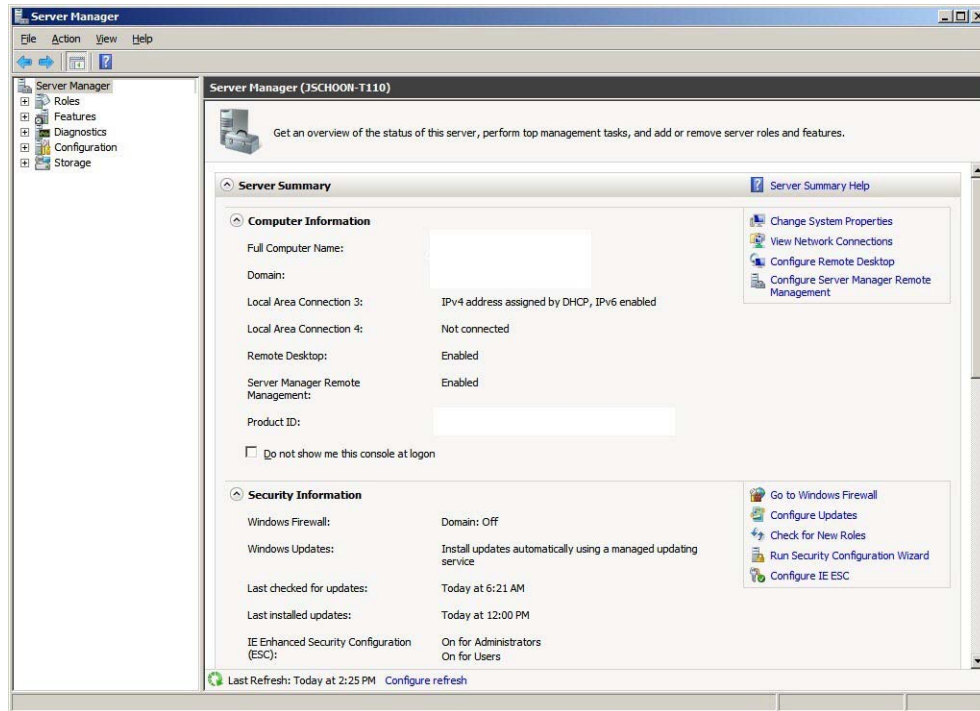 Server Manager
File Action View Help
Server Manager
Roles
Features
Diagnostics
Configuration
Storage
Server Manager (JSCHOON-T110)
Get an overview of the status of this server, perform top management tasks, and add or remove server roles and features.
Server Summary
Server Summary Help
Computer Information
Full Computer Name:
Domain:
Local Area Connection 3: IPv4 address assigned by DHCP, IPv6 enabled
Local Area Connection 4: Not connected
Remote Desktop: Enabled
Server Manager Remote Management: Enabled
Product ID:
Do not show me this console at logon
Change System Properties
View Network Connections
Configure Remote Desktop
Configure Server Manager Remote
Management
Security Information
Windows Firewall: Domain: Off
Windows Updates: Install updates automatically using a managed updating
service
Last checked for updates: Today at 6:21 AM
Last installed updates: Today at 12:00 PM
IE Enhanced Security Configuration On for Administrators
(ESC): On for Users
Go to Windows Firewall
Configure Updates
Check for New Roles
Run Security Configuration Wizard
Configure IE ESC
Last Refresh: Today at 2:25 PM Configure refresh